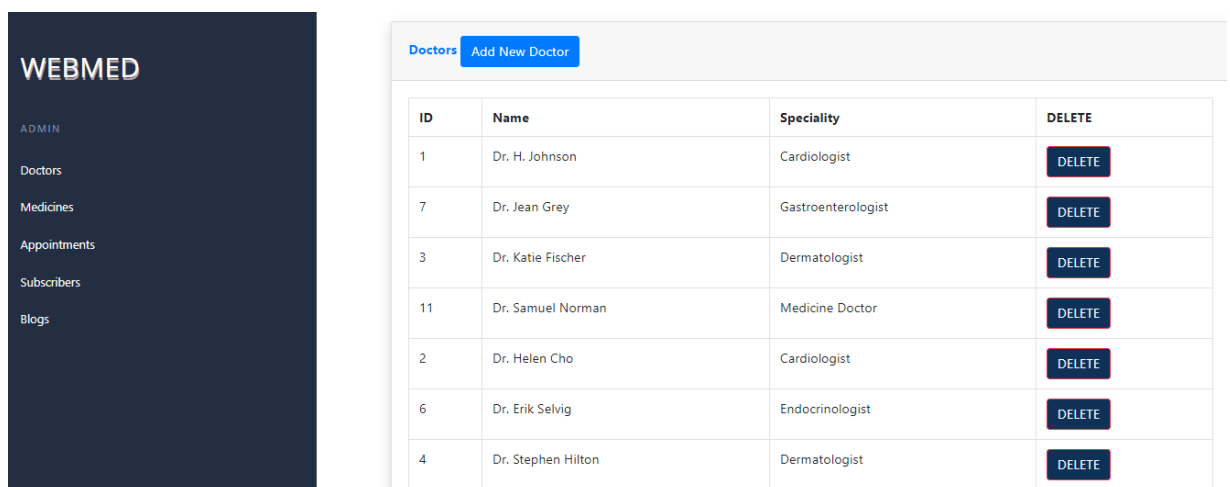 WEBMED
ADMIN
Doctors
Medicines
Appointments
Subscribers
Blogs
Doctors Add New Doctor
ID Name Speciality DELETE
1 Dr. H. Johnson Cardiologist DELETE
7 Dr. Jean Grey Gastroenterologist DELETE
3 Dr. Katie Fischer Dermatologist DELETE
11 Dr. Samuel Norman Medicine Doctor DELETE
2 Dr. Helen Cho Cardiologist DELETE
6 Dr. Erik Selvig Endocrinologist DELETE
4 Dr. Stephen Hilton Dermatologist DELETE